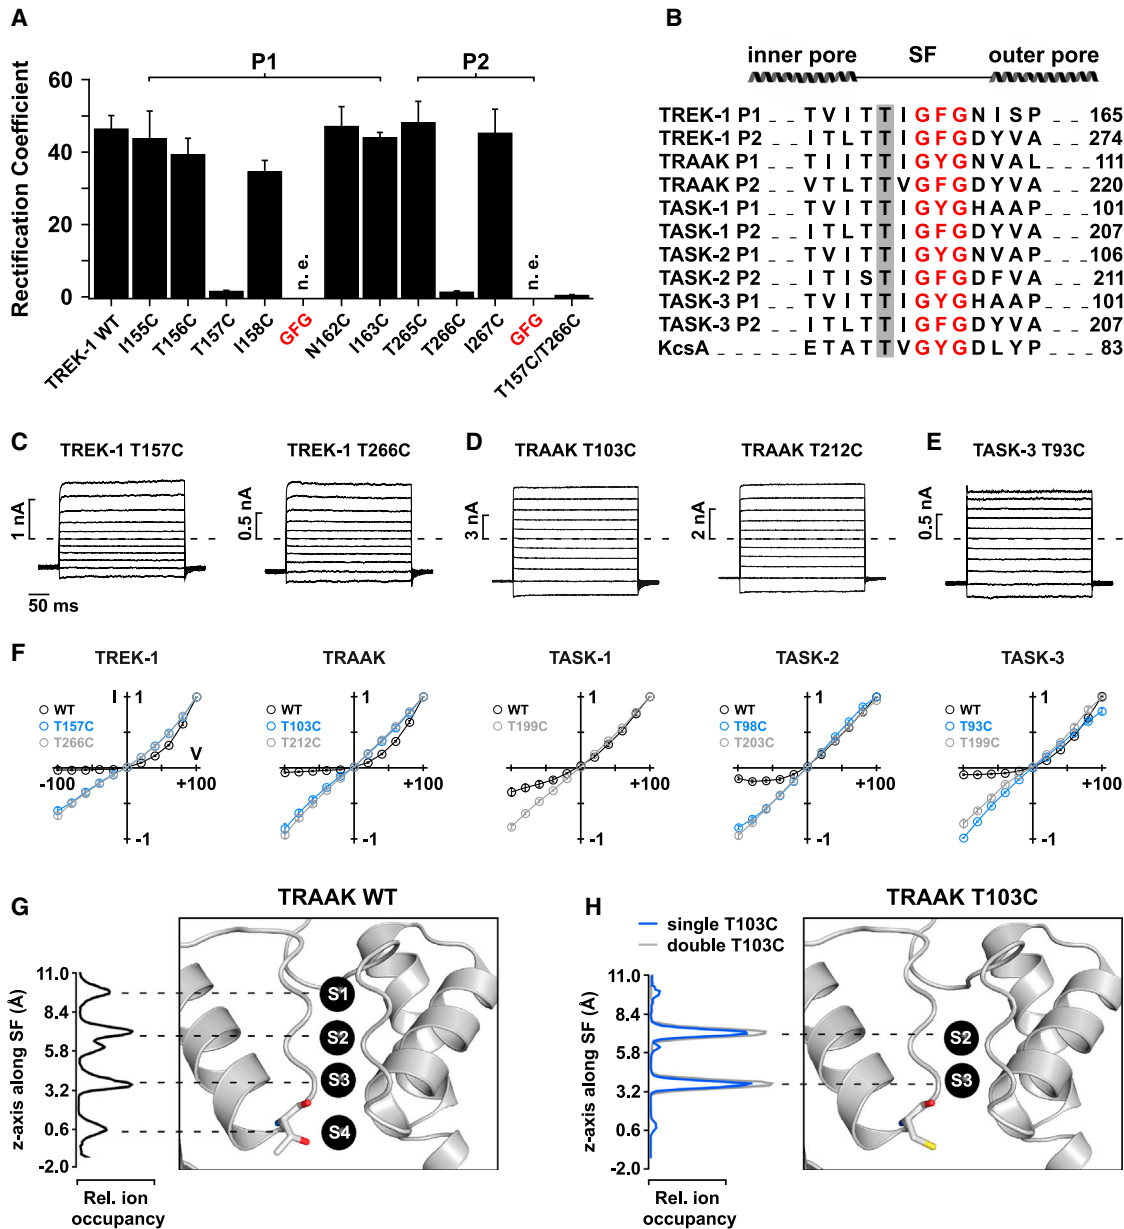 A
P1
P2
Rectification Coefficient
60
40
20
0
n. e.
n. e.
TREK-1 WT
I155C
T156C
T157C
I158C
GFG
N162C
I163C
T265C
T266C
I267C
GFG
T157C/T266C
B
inner pore SF outer pore
TREK-1 P1 _ _ T V I T T I G F G N I S P _ _ _ 165
TREK-1 P2 _ _ I T L T T I G F G D Y V A _ _ _ 274
TRAAK P1 _ _ T I I T T I G Y G N V A L _ _ _ 111
TRAAK P2 _ _ V T L T T V G F G D Y V A _ _ _ 220
TASK-1 P1 _ _ T V I T T I G Y G H A A P _ _ _ 101
TASK-1 P2 _ _ I T L T T I G F G D Y V A _ _ _ 207
TASK-2 P1 _ _ T V I T T I G Y G N V A P _ _ _ 106
TASK-2 P2 _ _ I T I S T I G F G D F V A _ _ _ 211
TASK-3 P1 _ _ T V I T T I G Y G H A A P _ _ _ 101
TASK-3 P2 _ _ I T L T T I G F G D Y V A _ _ _ 207
KcsA _ _ _ _ _ E T A T T V G Y G D L Y P _ _ _ 83
C
TREK-1 T157C
1 nA
50 ms
TREK-1 T266C
0.5 nA
D
TRAAK T103C
3 nA
TRAAK T212C
2 nA
E
TASK-3 T93C
0.5 nA
F
TREK-1
I
1
WT
T157C
T266C
V
-100
+100
-1
TRAAK
1
WT
T103C
T212C
+100
-1
TASK-1
1
WT
T199C
+100
-1
TASK-2
1
WT
T98C
T203C
+100
-1
TASK-3
1
WT
T93C
T199C
+100
-1
G
TRAAK WT
z-axis along SF (Å)
11.0
8.4
5.8
3.2
0.6
-2.0
S1
S2
S3
S4
Rel. ion
occupancy
H
TRAAK T103C
single T103C
double T103C
z-axis along SF (Å)
11.0
8.4
5.8
3.2
0.6
-2.0
S2
S3
Rel. ion
occupancy